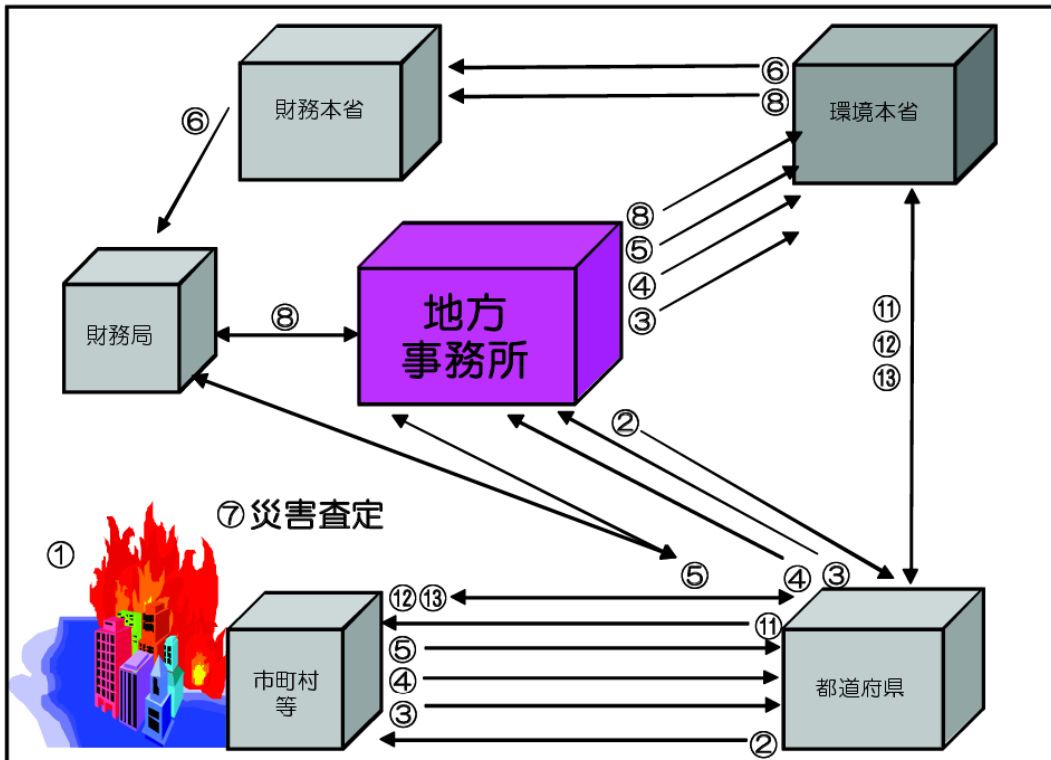 財務本省
⑥
⑧
環境本省
⑥
⑧
⑤
④
③
地方
事務所
財務局
⑧
⑪
⑫
⑬
②
⑦災害査定
①
⑤
④
③
⑫⑬
⑪
⑤
④
③
②
市町村
等
都道府県